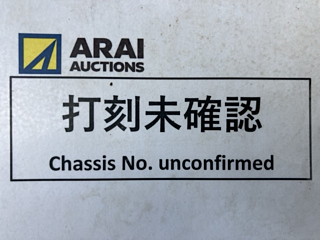 ARAI
AUCTIONS
打刻未確認
Chassis No. unconfirmed